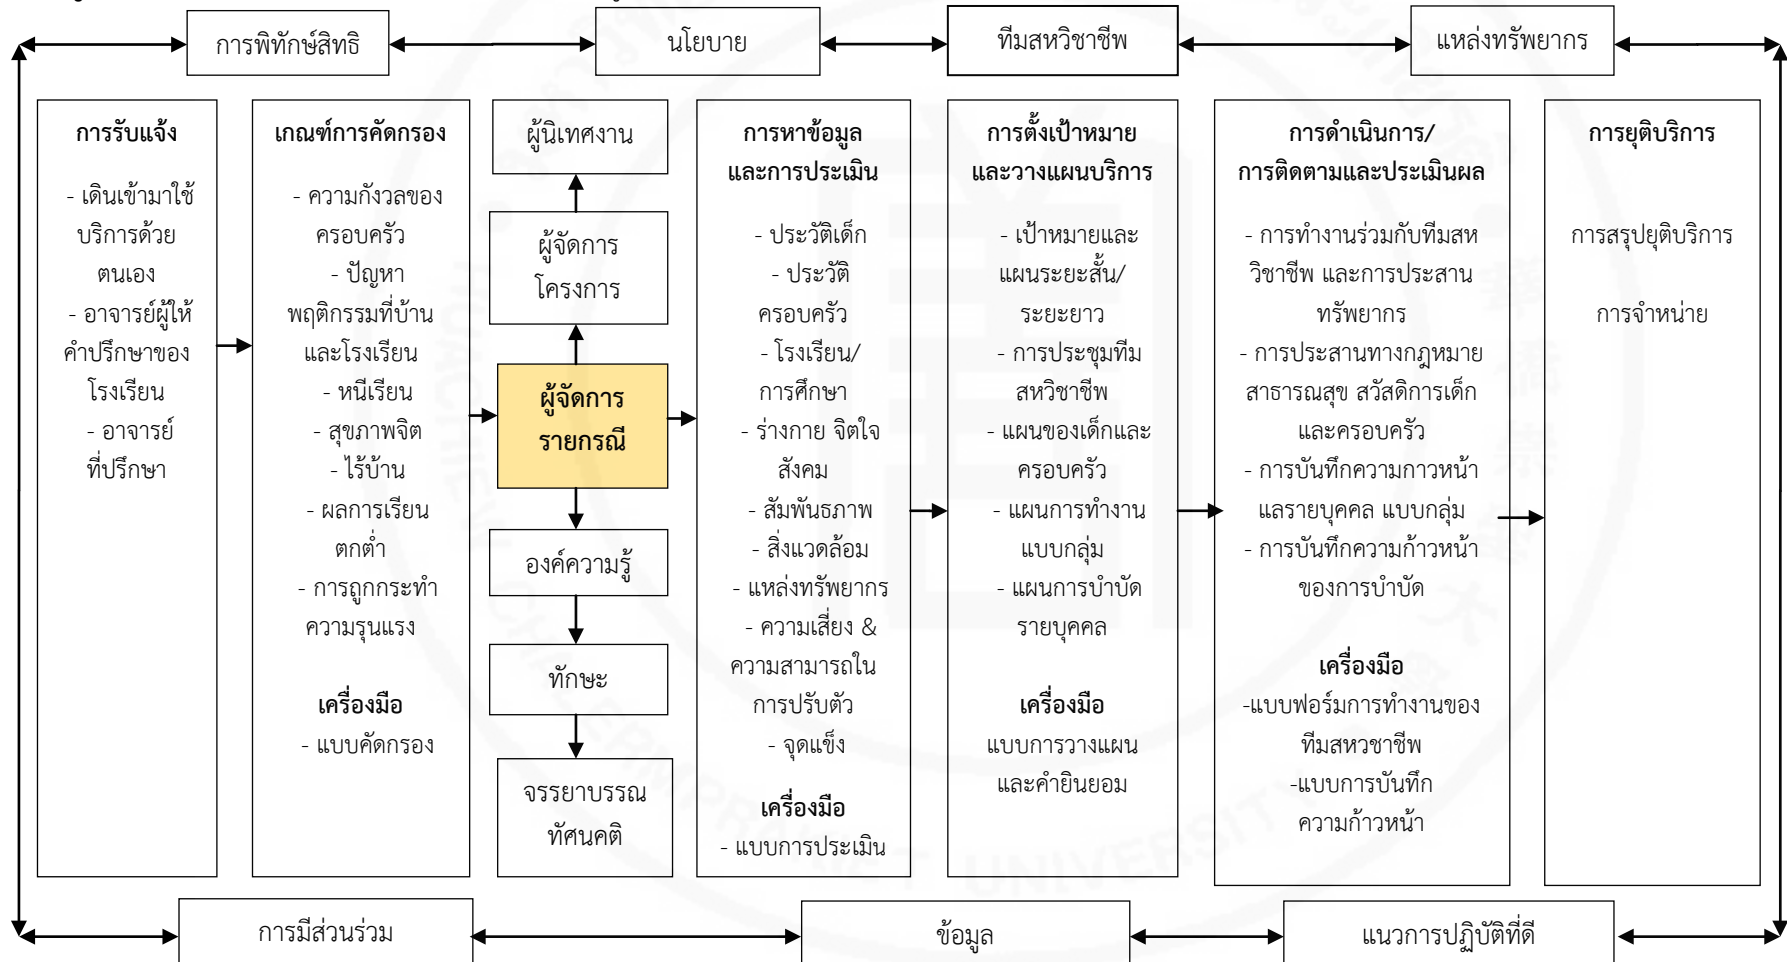 การพิทักษ์สิทธิ
นโยบาย
ทีมสหวิชาชีพ
แหล่งทรัพยากร
การรับแจ้ง
- เดินเข้ามาใช้
บริการด้วย
ตนเอง
- อาจารย์ผู้ให้
คำปรึกษาของ
โรงเรียน
- อาจารย์
ที่ปรึกษา
เกณฑ์การคัดกรอง
- ความกังวลของ
ครอบครัว
- ปัญหา
พฤติกรรมที่บ้าน
และโรงเรียน
- หนีเรียน
- สุขภาพจิต
- ไร้บ้าน
- ผลการเรียน
ตกต่ำ
- การถูกกระทำ
ความรุนแรง
เครื่องมือ
- แบบคัดกรอง
ผู้นิเทศงาน
ผู้จัดการ
โครงการ
ผู้จัดการ
รายกรณี
องค์ความรู้
ทักษะ
จรรยาบรรณ
ทัศนคติ
การหาข้อมูล
และการประเมิน
- ประวัติเด็ก
- ประวัติ
ครอบครัว
- โรงเรียน/
การศึกษา
- ร่างกาย จิตใจ
สังคม
- สัมพันธภาพ
- สิ่งแวดล้อม
- แหล่งทรัพยากร
- ความเสี่ยง &
ความสามารถใน
การปรับตัว
- จุดแข็ง
เครื่องมือ
- แบบการประเมิน
การตั้งเป้าหมาย
และวางแผนบริการ
- เป้าหมายและ
แผนระยะสั้น/
ระยะยาว
- การประชุมทีม
สหวิชาชีพ
- แผนของเด็กและ
ครอบครัว
- แผนการทำงาน
แบบกลุ่ม
- แผนการบำบัด
รายบุคคล
เครื่องมือ
แบบการวางแผน
และคำยินยอม
การดำเนินการ/
การติดตามและประเมินผล
- การทำงานร่วมกับทีมสห
วิชาชีพ และการประสาน
ทรัพยากร
- การประสานทางกฎหมาย
สาธารณสุข สวัสดิการเด็ก
และครอบครัว
- การบันทึกความกาวหน้า
แลรายบุคคล แบบกลุ่ม
- การบันทึกความก้าวหน้า
ของการบำบัด
เครื่องมือ
-แบบฟอร์มการทำงานของ
ทีมสหวชาชีพ
-แบบการบันทึก
ความก้าวหน้า
การยุติบริการ
การสรุปยุติบริการ
การจำหน่าย
การมีส่วนร่วม
ข้อมูล
แนวการปฏิบัติที่ดี
HUACHIEW CHALERMPRAKIET UNIVERSITY